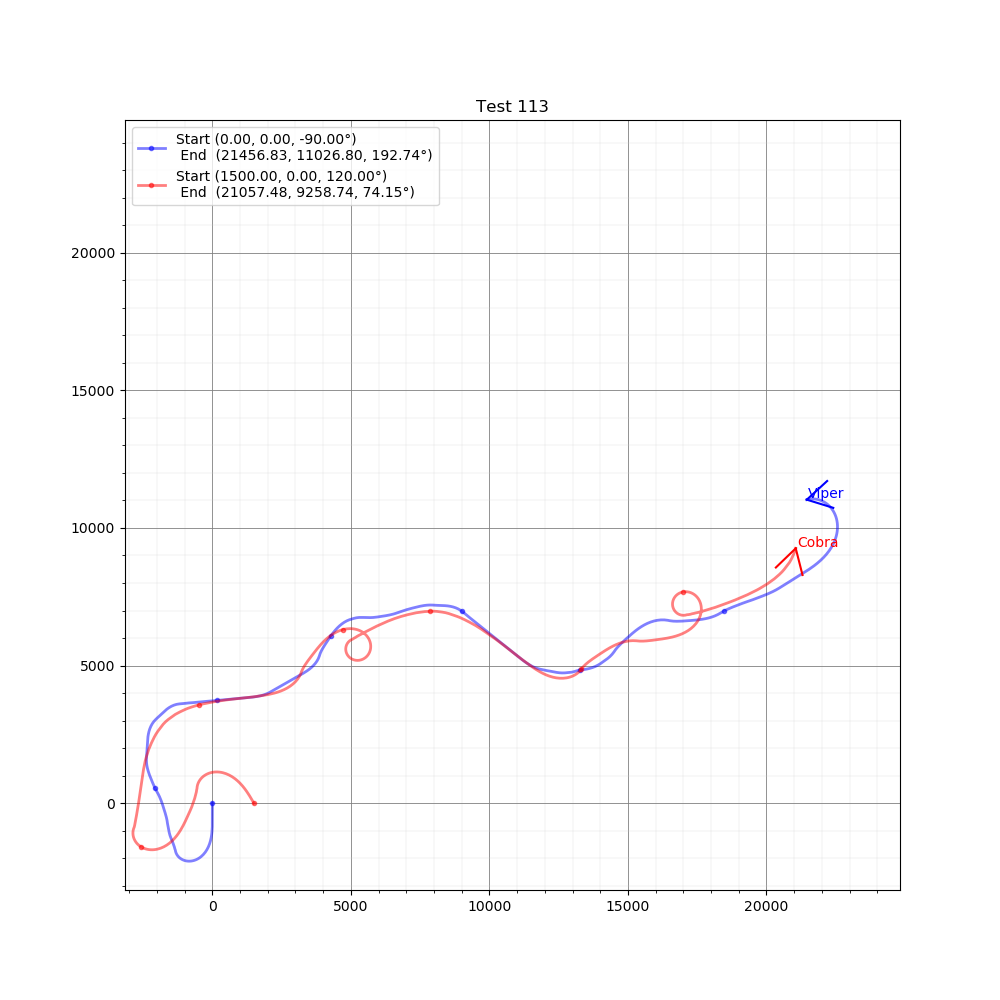 Test 113
Start (0.00, 0.00, -90.00°)
End (21456.83, 11026.80, 192.74°)
Start (1500.00, 0.00, 120.00°)
End (21057.48, 9258.74, 74.15°)
20000
15000
10000
5000
0
Viper
Cobra
0
5000
10000
15000
20000